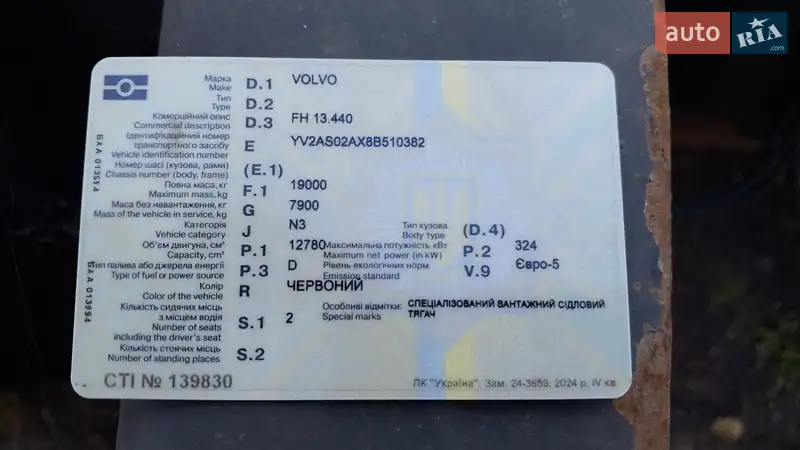 auto RIA .com
Марка
Make D.1 VOLVO
Тип
Type D.2
Комерційний опис
Commercial description D.3 FH 13.440
Ідентифікаційний номер
транспортного засобу
Vehicle identification number E YV2AS02AX8B510382
Номер шасі (кузова, рами)
Chassis number (body, frame) (E.1)
Повна маса, кг
Maximum mass, kg F.1 19000
Маса без навантаження, кг
Mass of the vehicle in service, kg G 7900
Категорія
Vehicle category J N3
Тип кузова
Body type (D.4)
Об'єм двигуна, см³
Capacity, cm³ P.1 12780
Максимальна потужність кВт
Maximum net power (in kW) P.2 324
Тип палива або джерела енергії
Type of fuel or power source P.3 D
Рівень екологічних норм
Emission standard V.9 Євро-5
Колір
Color of the vehicle R ЧЕРВОНИЙ
Кількість сидячих місць
з місцем водія
Number of seats
including the driver's seat S.1 2
Особливі відмітки: СПЕЦІАЛІЗОВАНИЙ ВАНТАЖНИЙ СІДЛОВИЙ
Special marks ТЯГАЧ
Кількість стоячих місць
Number of standing places S.2
СТІ № 139830
ПК "Україна". Зам. 24-3659. 2024 р. IV кв.